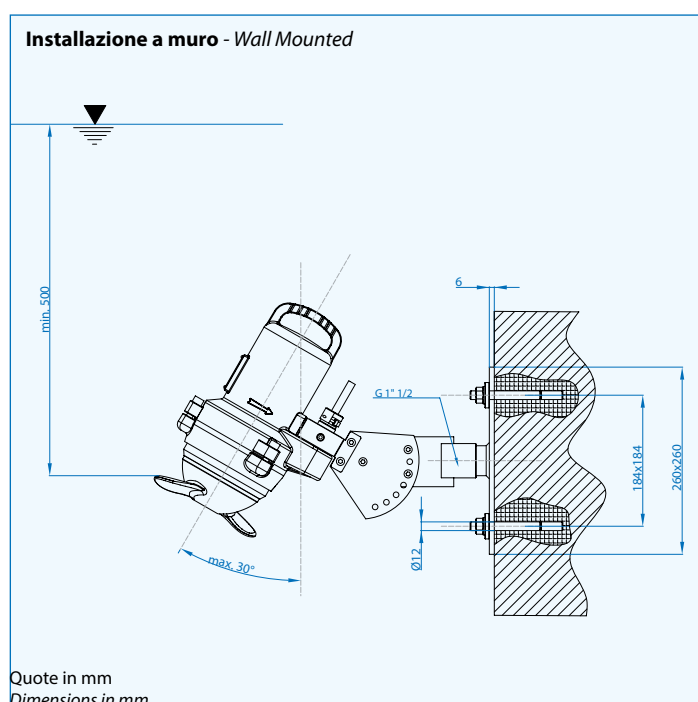 Installazione a muro - Wall Mounted
min. 500
6
G 1" 1/2
184x184
260x260
Ø12
max. 30°
Quote in mm
Dimensions in mm